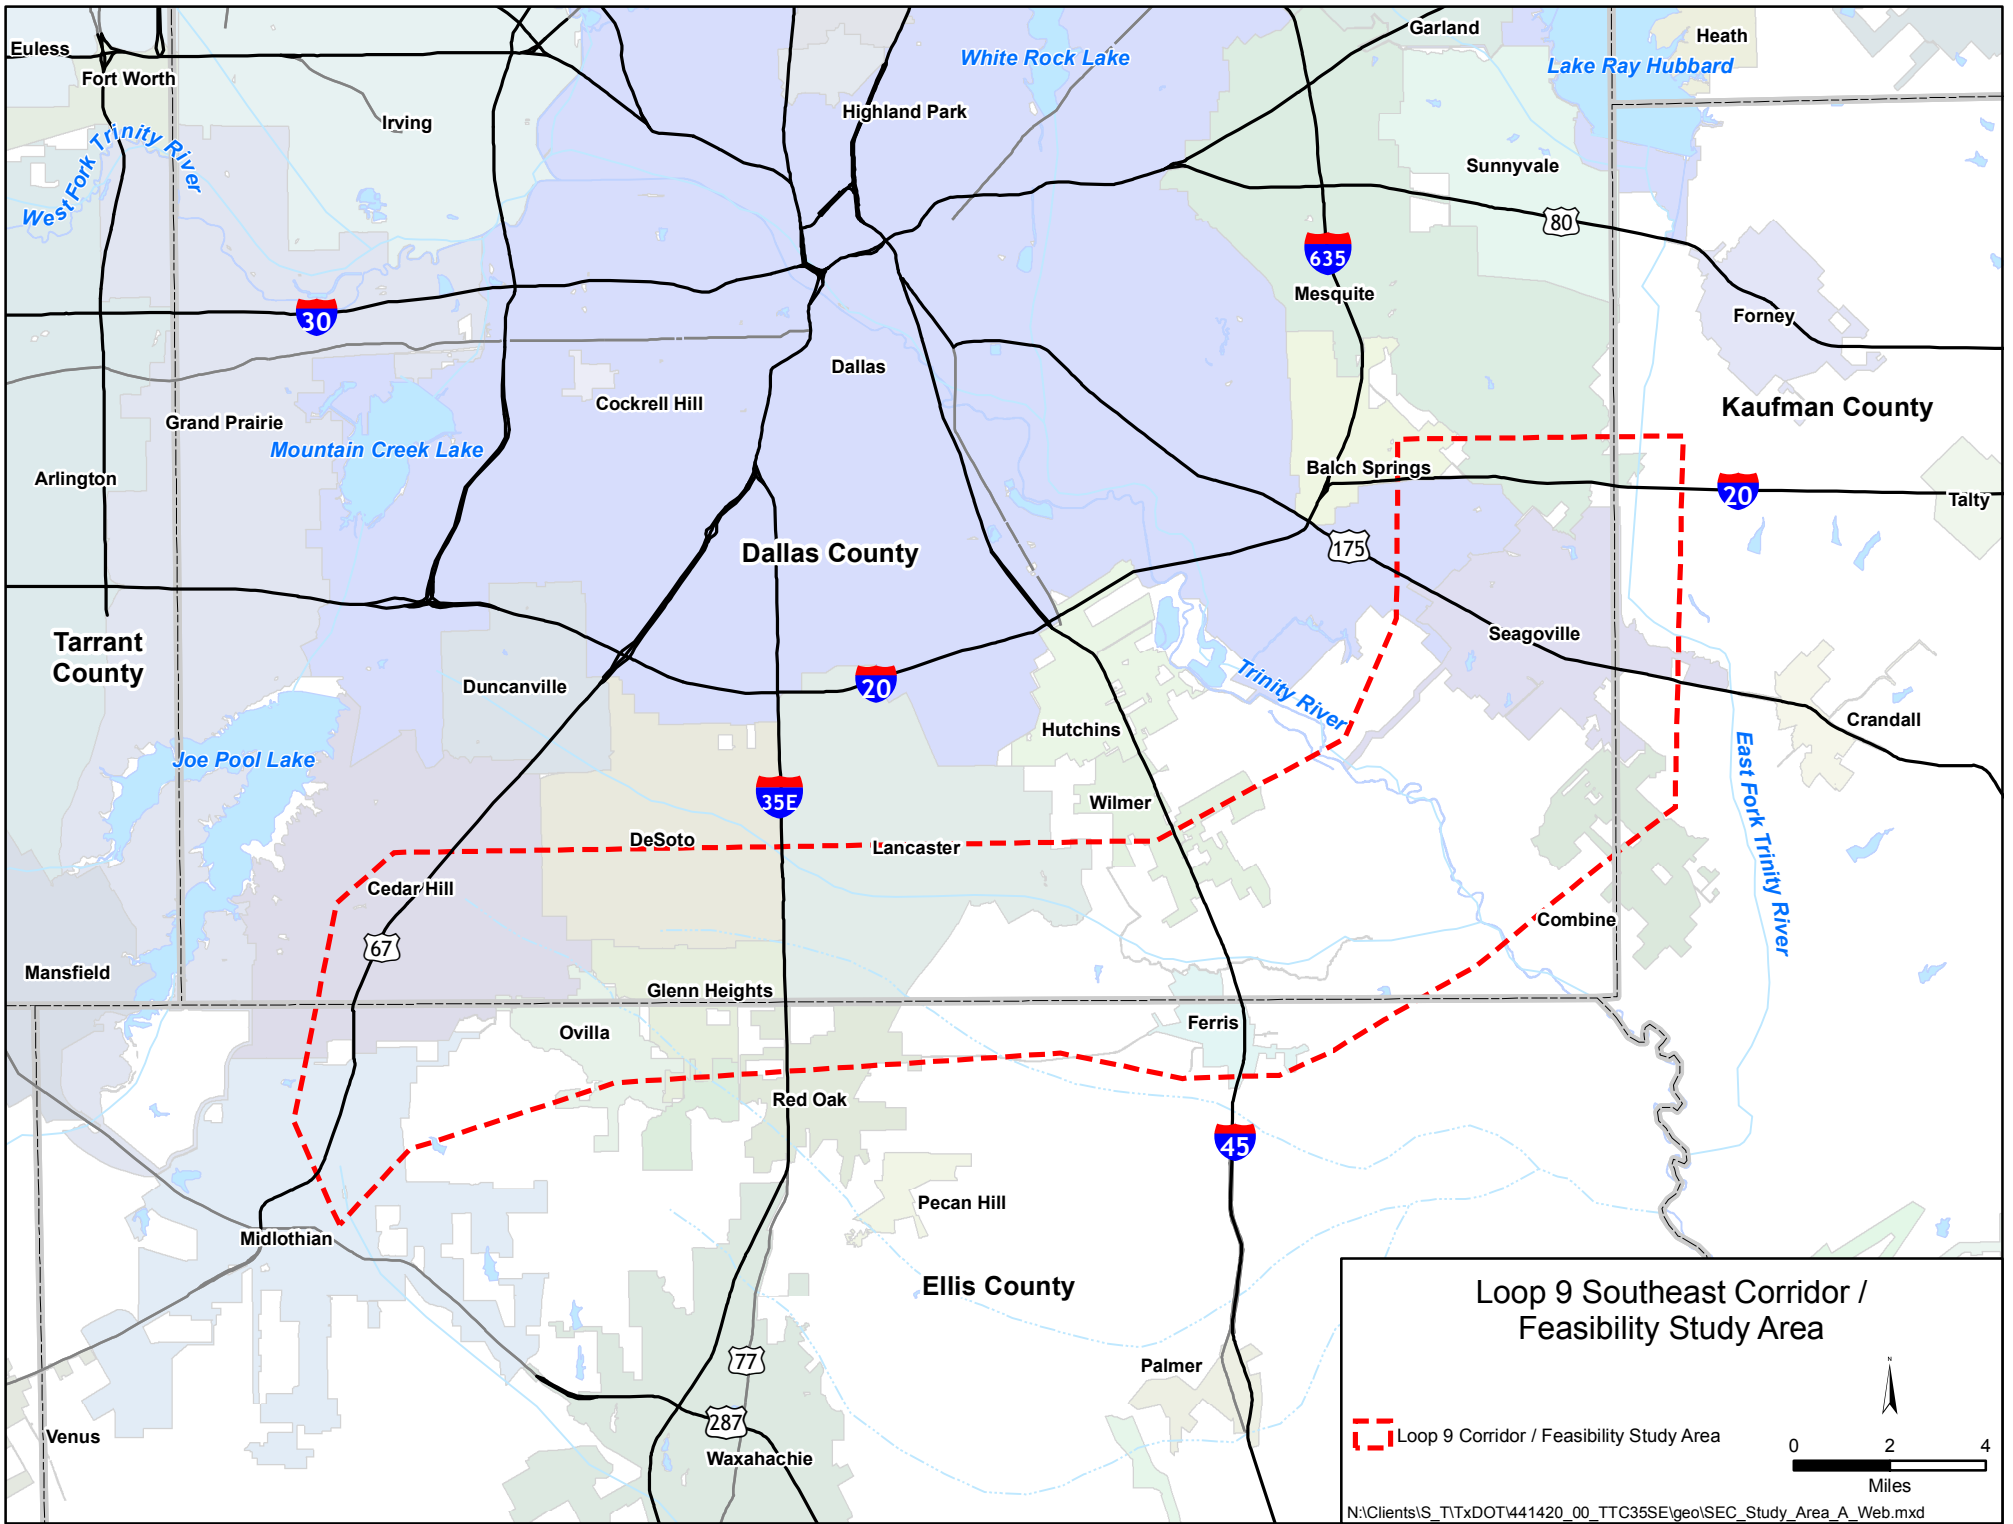 Euless
Fort Worth
Irving
White Rock Lake
Highland Park
Garland
Heath
Lake Ray Hubbard
West Fork Trinity River
Sunnyvale
80
635
Mesquite
30
Forney
Dallas
Cockrell Hill
Grand Prairie
Mountain Creek Lake
Kaufman County
Arlington
Balch Springs
20
Talty
Dallas County
175
Tarrant
County
Seagoville
Duncanville
20
Trinity River
Hutchins
Crandall
Joe Pool Lake
35E
Wilmer
East Fork Trinity River
DeSoto
Lancaster
Cedar Hill
Combine
67
Mansfield
Glenn Heights
Ovilla
Ferris
Red Oak
45
Pecan Hill
Midlothian
Ellis County
77
Palmer
287
Venus
Waxahachie
Loop 9 Southeast Corridor /
Feasibility Study Area
N
Loop 9 Corridor / Feasibility Study Area
0 2 4
Miles
N:\Clients\S_T\TxDOT\441420_00_TTC35SE\geo\SEC_Study_Area_A_Web.mxd